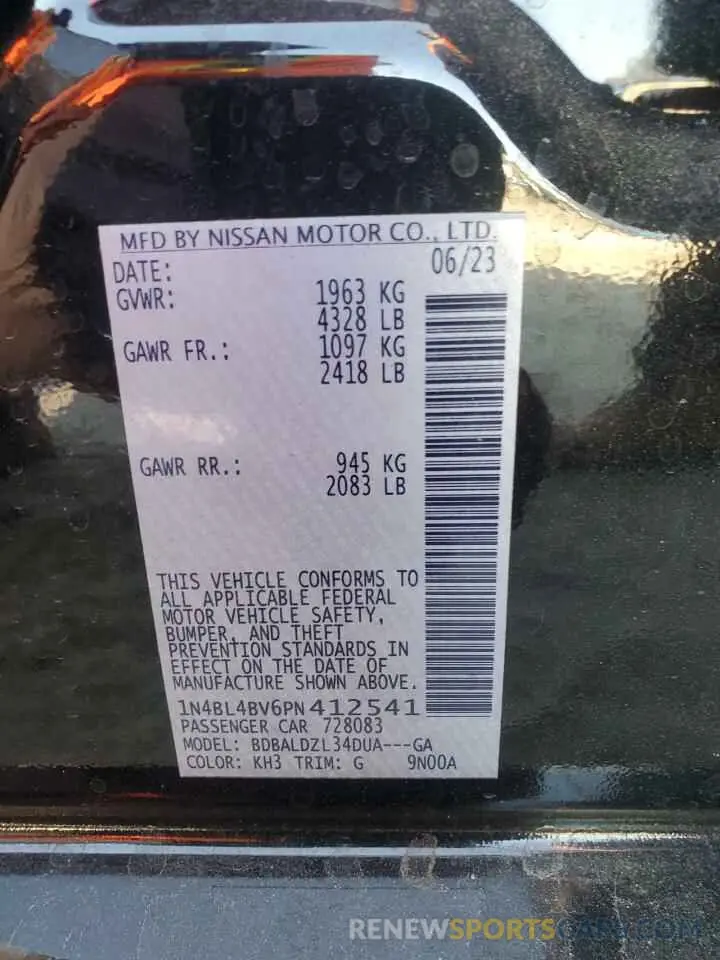 MFD BY NISSAN MOTOR CO., LTD.
DATE: 06/23
GVWR: 1963 KG
4328 LB
GAWR FR.: 1097 KG
2418 LB
GAWR RR.: 945 KG
2083 LB
THIS VEHICLE CONFORMS TO
ALL APPLICABLE FEDERAL
MOTOR VEHICLE SAFETY,
BUMPER, AND THEFT
PREVENTION STANDARDS IN
EFFECT ON THE DATE OF
MANUFACTURE SHOWN ABOVE.
1N4BL4BV6PN412541
PASSENGER CAR 728083
MODEL: BDBALDZL34DUA---GA
COLOR: KH3 TRIM: G 9N00A
RENEWSPORTSCARS.COM